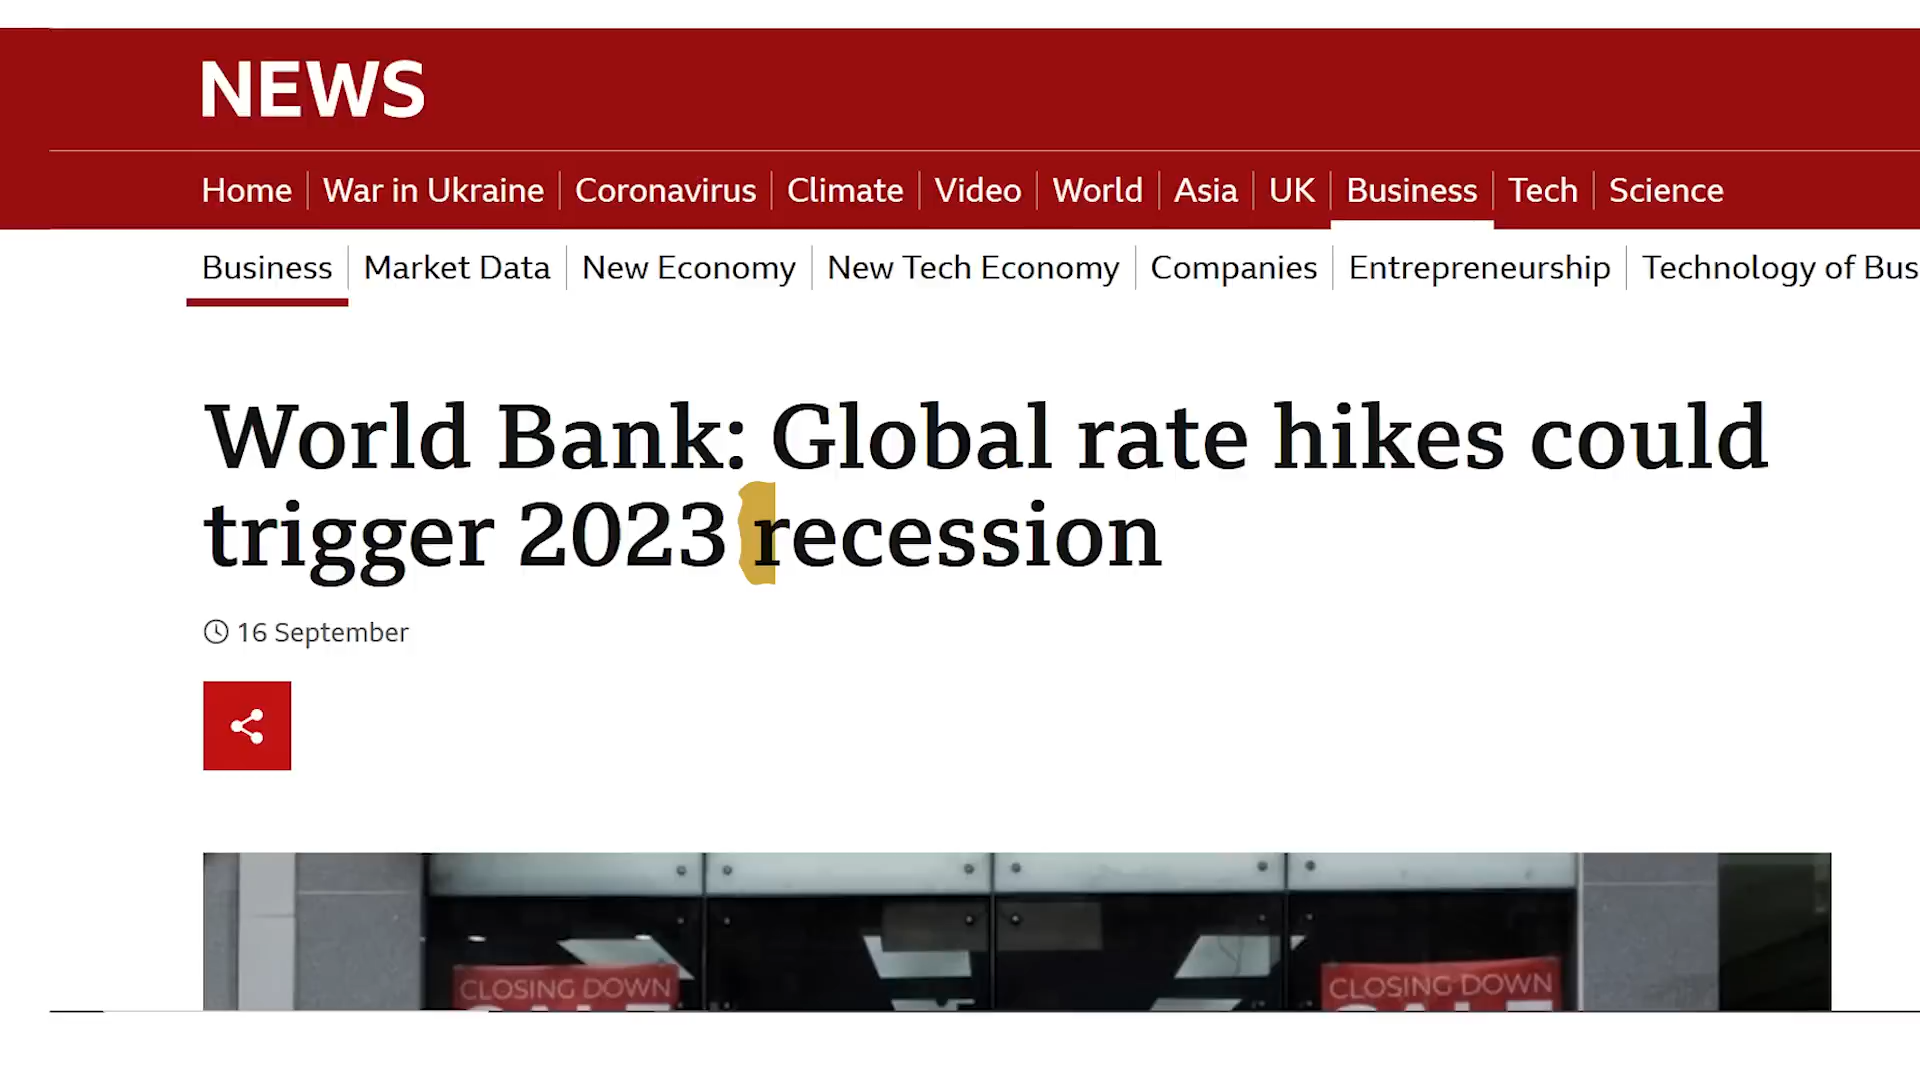 NEWS
Home War in Ukraine Coronavirus Climate Video World Asia UK Business Tech Science
Business Market Data New Economy New Tech Economy Companies Entrepreneurship Technology of Bus
World Bank: Global rate hikes could
trigger 2023 recession
16 September
CLOSING DOWN CLOSING DOWN
SALE SALE